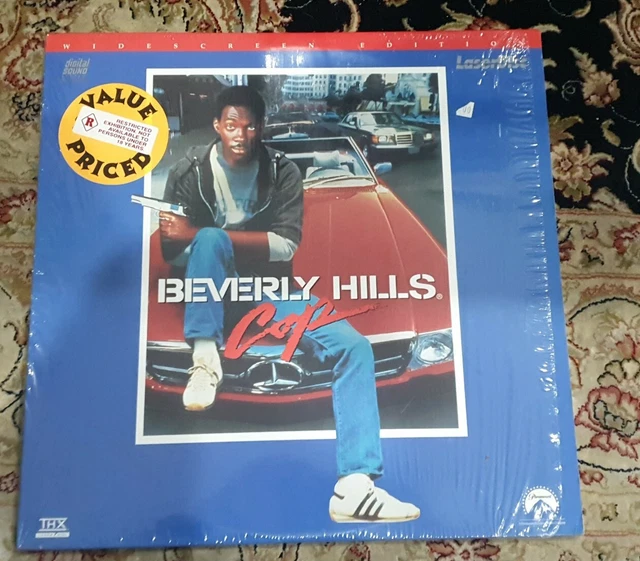 WIDESCREEN EDITION
digital
SOUND
LaserDisc
VALUE
R
RESTRICTED
EXHIBITION NOT
AVAILABLE TO
PERSONS UNDER
18 YEARS
PRICED
BEVERLY HILLS®
Cop
THX
Paramount